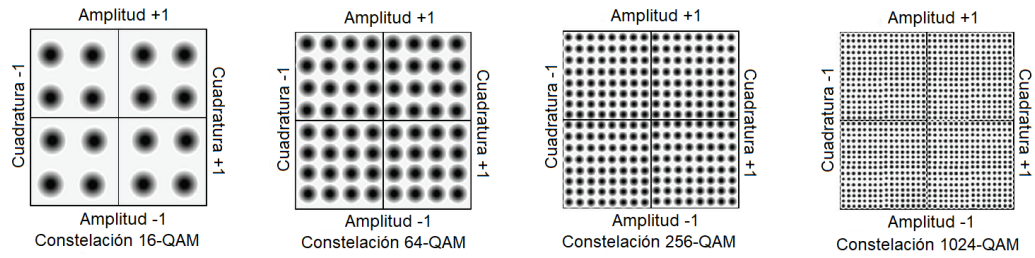 Amplitud +1
Cuadratura -1
Cuadratura +1
Amplitud -1
Constelación 16-QAM
Amplitud +1
Cuadratura -1
Cuadratura +1
Amplitud -1
Constelación 64-QAM
Amplitud +1
Cuadratura -1
Cuadratura +1
Amplitud -1
Constelación 256-QAM
Amplitud +1
Cuadratura -1
Cuadratura +1
Amplitud -1
Constelación 1024-QAM